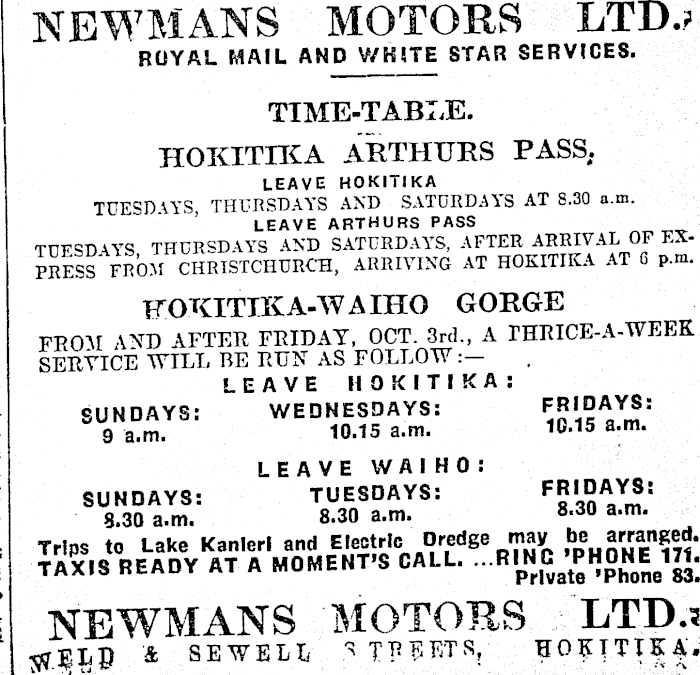 NEWMANS MOTORS LTD.,
ROYAL MAIL AND WHITE STAR SERVICES.
TIME-TABLE.
HOKITIKA ARTHURS PASS.
LEAVE HOKITIKA
TUESDAYS, THURSDAYS AND SATURDAYS AT 8.30 a.m.
LEAVE ARTHURS PASS
TUESDAYS, THURSDAYS AND SATURDAYS, AFTER ARRIVAL OF EX-
PRESS FROM CHRISTCHURCH, ARRIVING AT HOKITIKA AT 6 p.m.
HOKITIKA-WAIHO GORGE
FROM AND AFTER FRIDAY, OCT. 3rd., A THRICE-A-WEEK
SERVICE WILL BE RUN AS FOLLOW:—
LEAVE HOKITIKA:
SUNDAYS: WEDNESDAYS: FRIDAYS:
9 a.m. 10.15 a.m. 10.15 a.m.
LEAVE WAIHO:
SUNDAYS: TUESDAYS: FRIDAYS:
8.30 a.m. 8.30 a.m. 8.30 a.m.
Trips to Lake Kanieri and Electric Dredge may be arranged.
TAXIS READY AT A MOMENT'S CALL. ...RING 'PHONE 171.
Private 'Phone 83.
NEWMANS MOTORS LTD.,
WELD & SEWELL STREETS, HOKITIKA.